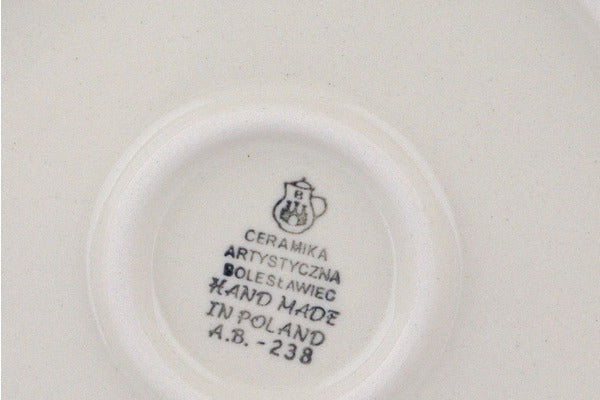 B
CERAMIKA
ARTYSTYCZNA
BOLESŁAWIEC
HAND MADE
IN POLAND
A.B. - 238